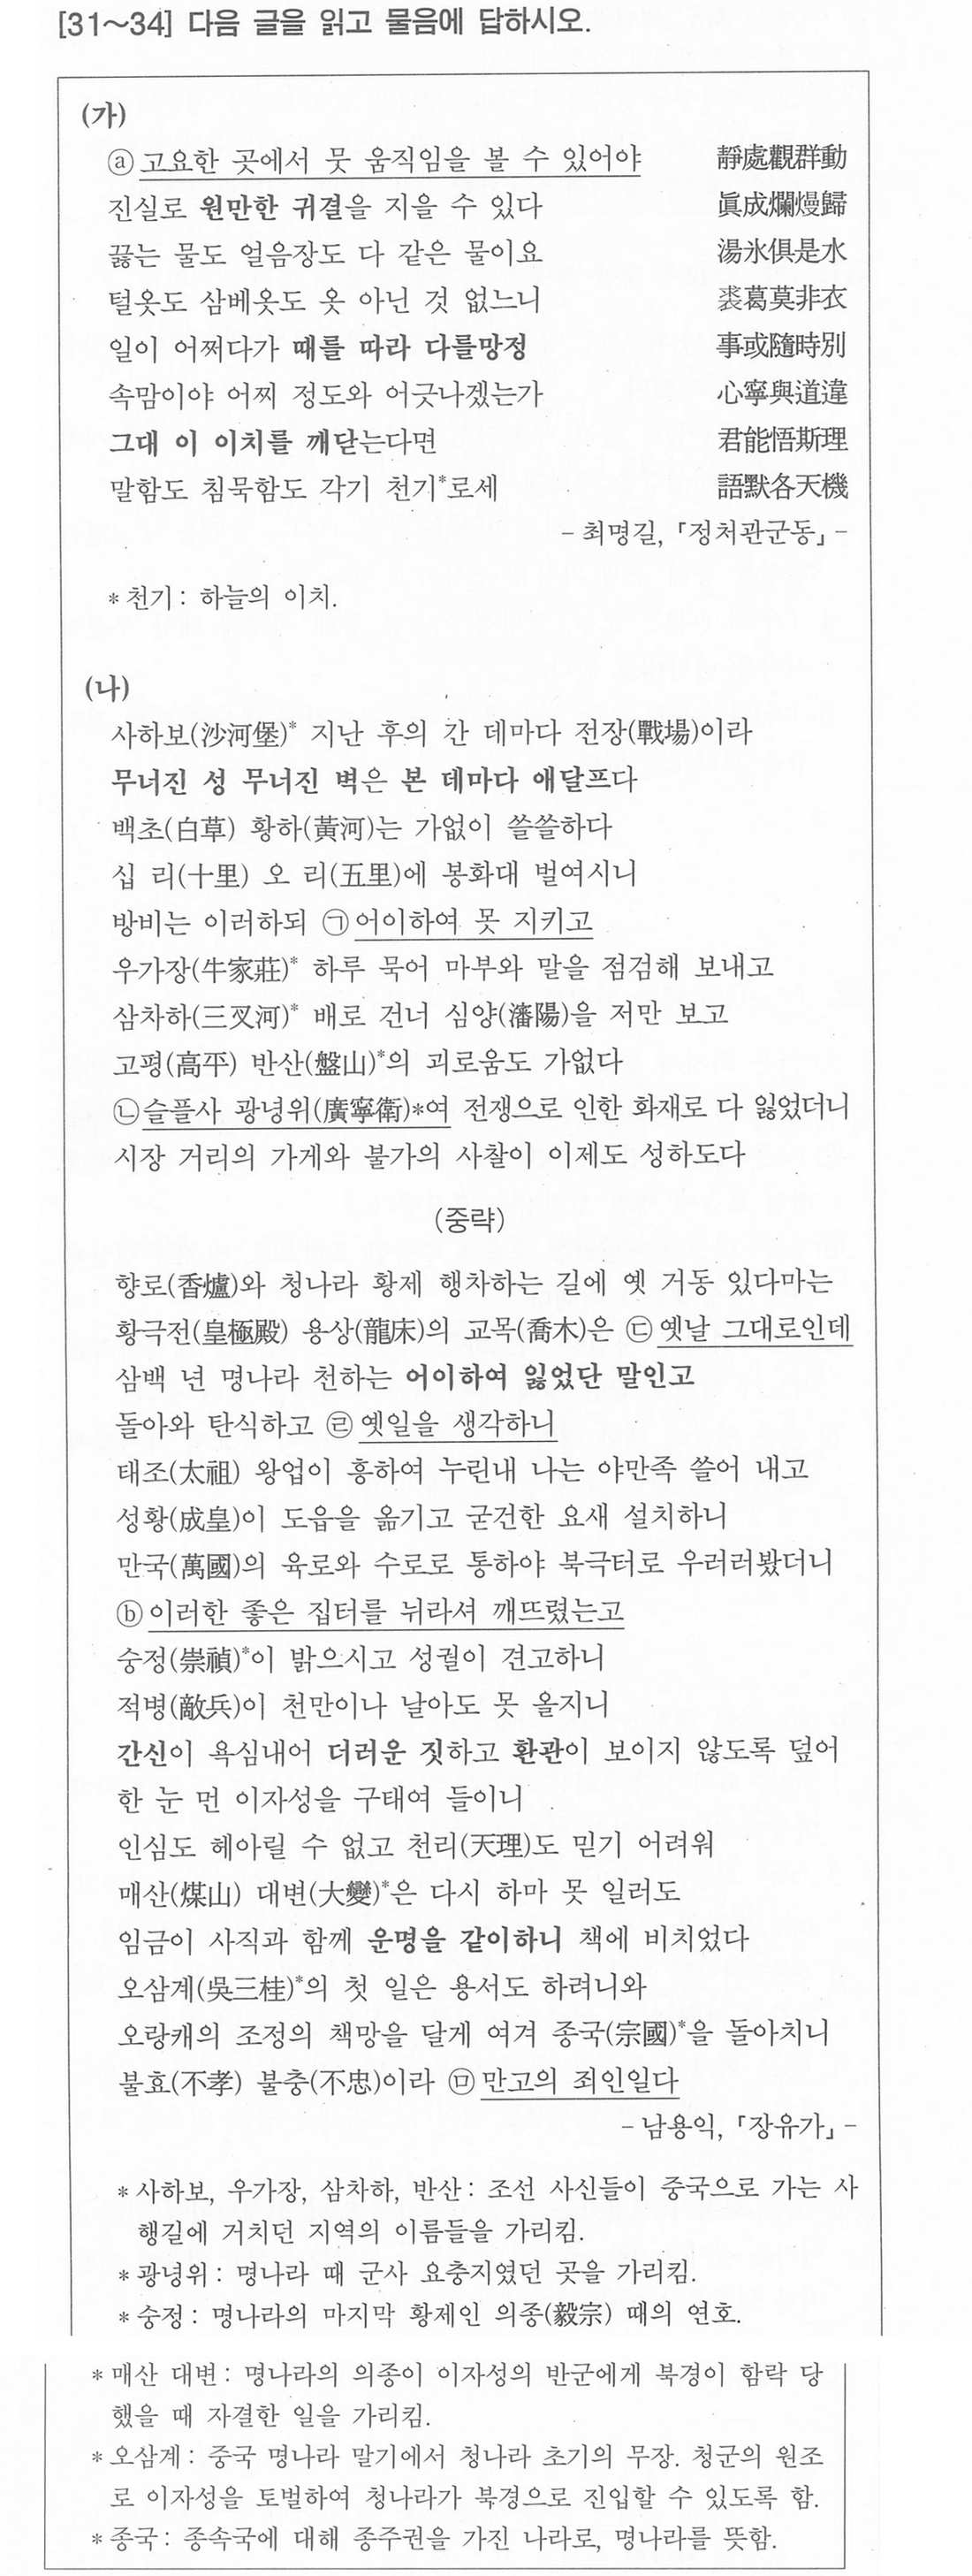 [31~34] 다음 글을 읽고 물음에 답하시오.
(가)
ⓐ 고요한 곳에서 뭇 움직임을 볼 수 있어야 靜處觀群動
진실로 원만한 귀결을 지을 수 있다 眞成爛熳歸
끓는 물도 얼음장도 다 같은 물이요 湯氷俱是水
털옷도 삼베옷도 옷 아닌 것 없느니 裘葛莫非衣
일이 어쩌다가 때를 따라 다를망정 事或隨時別
속맘이야 어찌 정도와 어긋나겠는가 心寧與道違
그대 이 이치를 깨닫는다면 君能悟斯理
말함도 침묵함도 각기 천기*로세 語默各天機
- 최명길, 「정처관군동」 -
* 천기 : 하늘의 이치.
(나)
사하보(沙河堡)* 지난 후의 간 데마다 전장(戰場)이라
무너진 성 무너진 벽은 본 데마다 애달프다
백초(白草) 황하(黃河)는 가없이 쓸쓸하다
십 리(十里) 오 리(五里)에 봉화대 벌여시니
방비는 이러하되 ㉠ 어이하여 못 지키고
우가장(牛家莊)* 하루 묵어 마부와 말을 점검해 보내고
삼차하(三叉河)* 배로 건너 심양(瀋陽)을 저만 보고
고평(高平) 반산(盤山)*의 괴로움도 가없다
㉡ 슬플사 광녕위(廣寧衛)*여 전쟁으로 인한 화재로 다 잃었더니
시장 거리의 가게와 불가의 사찰이 이제도 성하도다
(중략)
향로(香爐)와 청나라 황제 행차하는 길에 옛 거동 있다마는
황극전(皇極殿) 용상(龍床)의 교목(喬木)은 ㉢ 옛날 그대로인데
삼백 년 명나라 천하는 어이하여 잃었단 말인고
돌아와 탄식하고 ㉣ 옛일을 생각하니
태조(太祖) 왕업이 흥하여 누린내 나는 야만족 쓸어 내고
성황(成皇)이 도읍을 옮기고 굳건한 요새 설치하니
만국(萬國)의 육로와 수로로 통하야 북극터로 우러러봤더니
ⓑ 이러한 좋은 집터를 뉘라셔 깨뜨렸는고
숭정(崇禎)*이 밝으시고 성궐이 견고하니
적병(敵兵)이 천만이나 날아도 못 올지니
간신이 욕심내어 더러운 짓하고 환관이 보이지 않도록 덮어
한 눈 먼 이자성을 구태여 들이니
인심도 헤아릴 수 없고 천리(天理)도 믿기 어려워
매산(煤山) 대변(大變)*은 다시 하마 못 일러도
임금이 사직과 함께 운명을 같이하니 책에 비치었다
오삼계(吳三桂)*의 첫 일은 용서도 하려니와
오랑캐의 조정의 책망을 달게 여겨 종국(宗國)*을 돌아치니
불효(不孝) 불충(不忠)이라 ㉤ 만고의 죄인일다
- 남용익, 「장유가」 -
* 사하보, 우가장, 삼차하, 반산 : 조선 사신들이 중국으로 가는 사
행길에 거치던 지역의 이름들을 가리킴.
* 광녕위 : 명나라 때 군사 요충지였던 곳을 가리킴.
* 숭정 : 명나라의 마지막 황제인 의종(毅宗) 때의 연호.
* 매산 대변 : 명나라의 의종이 이자성의 반군에게 북경이 함락 당
했을 때 자결한 일을 가리킴.
* 오삼계 : 중국 명나라 말기에서 청나라 초기의 무장. 청군의 원조
로 이자성을 토벌하여 청나라가 북경으로 진입할 수 있도록 함.
* 종국 : 종속국에 대해 종주권을 가진 나라로, 명나라를 뜻함.